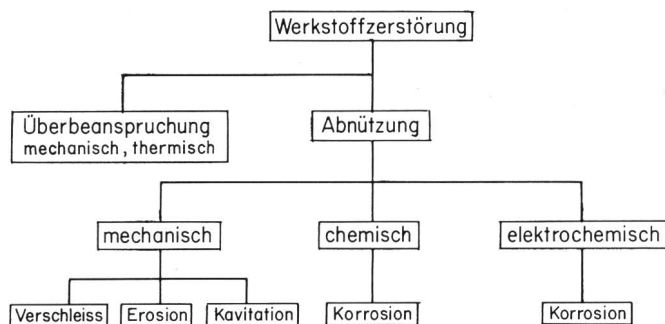 Werkstoffzerstörung
Überbeanspruchung
mechanisch, thermisch
Abnützung
mechanisch
chemisch
elektrochemisch
Verschleiss
Erosion
Kavitation
Korrosion
Korrosion